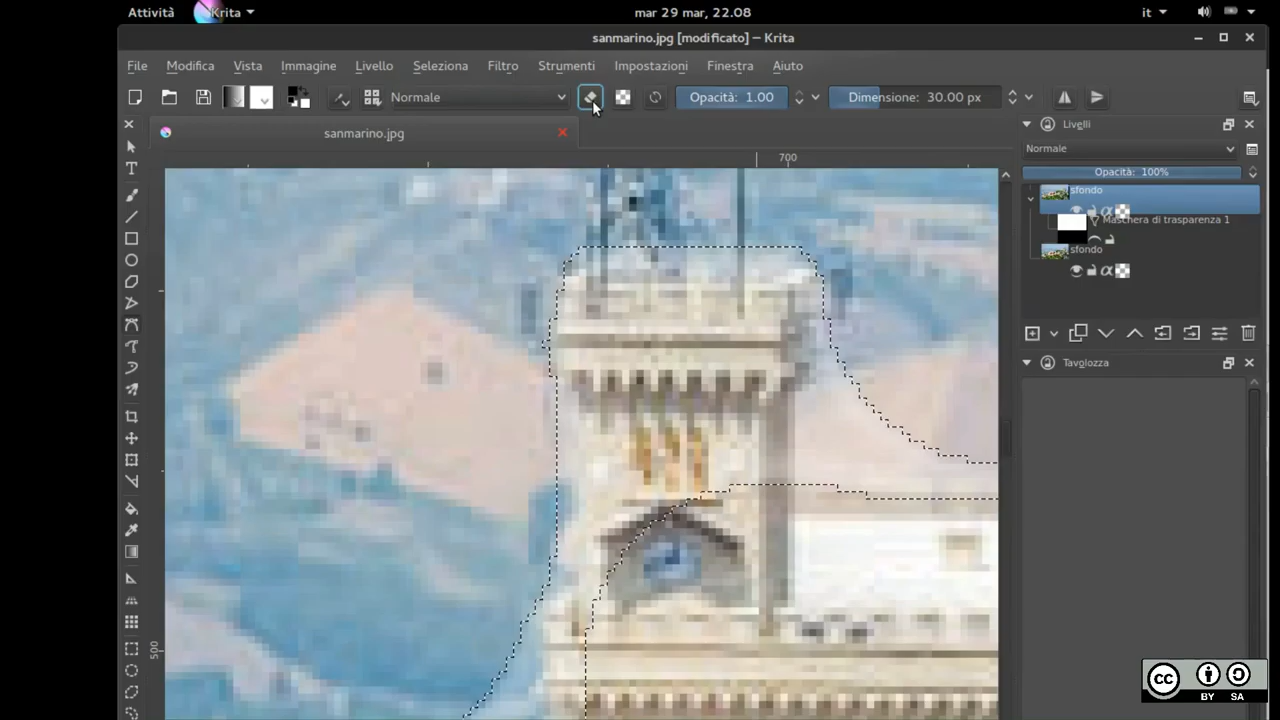 Attività Krita mar 29 mar, 22.08 it
sanmarino.jpg [modificato] — Krita
File Modifica Vista Immagine Livello Seleziona Filtro Strumenti Impostazioni Finestra Aiuto
Normale Opacità: 1.00 Dimensione: 30.00 px
sanmarino.jpg
Livelli
700
Normale
Opacità: 100%
sfondo
Maschera di trasparenza 1
sfondo
Tavolozza
500
CC BY SA